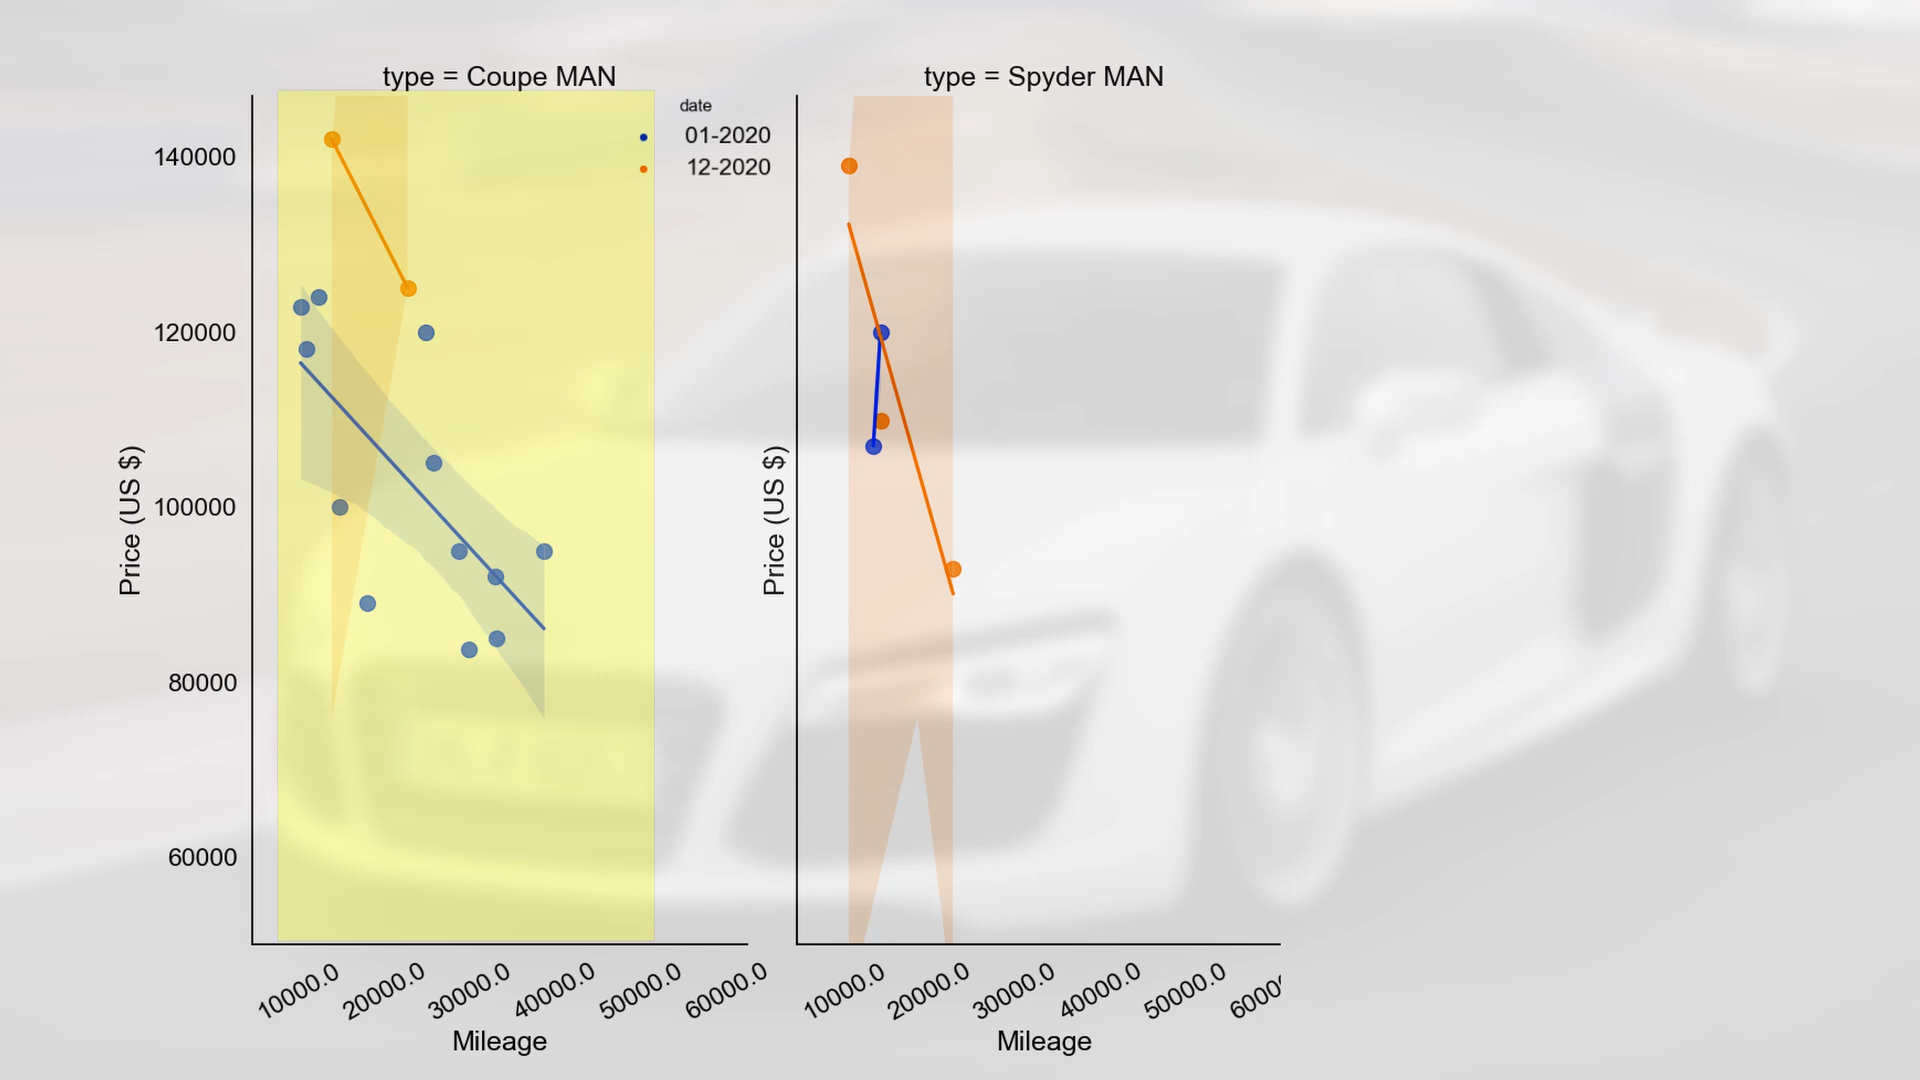 type = Coupe MAN
type = Spyder MAN
date
01-2020
12-2020
140000
120000
100000
80000
60000
Price (US $)
Price (US $)
10000.0 20000.0 30000.0 40000.0 50000.0 60000.0
10000.0 20000.0 30000.0 40000.0 50000.0
Mileage
Mileage